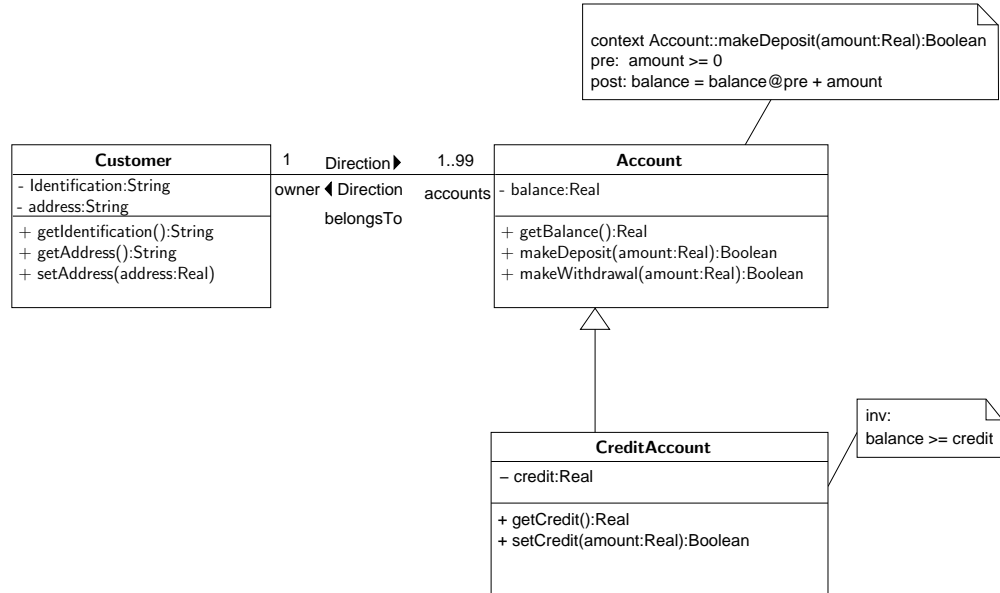 context Account::makeDeposit(amount:Real):Boolean
pre:  amount >= 0
post: balance = balance@pre + amount
Customer
- Identification:String
- address:String
+ getIdentification():String
+ getAddress():String
+ setAddress(address:Real)
1 Direction 1..99
owner Direction accounts
belongsTo
Account
- balance:Real
+ getBalance():Real
+ makeDeposit(amount:Real):Boolean
+ makeWithdrawal(amount:Real):Boolean
inv:
balance >= credit
CreditAccount
– credit:Real
+ getCredit():Real
+ setCredit(amount:Real):Boolean